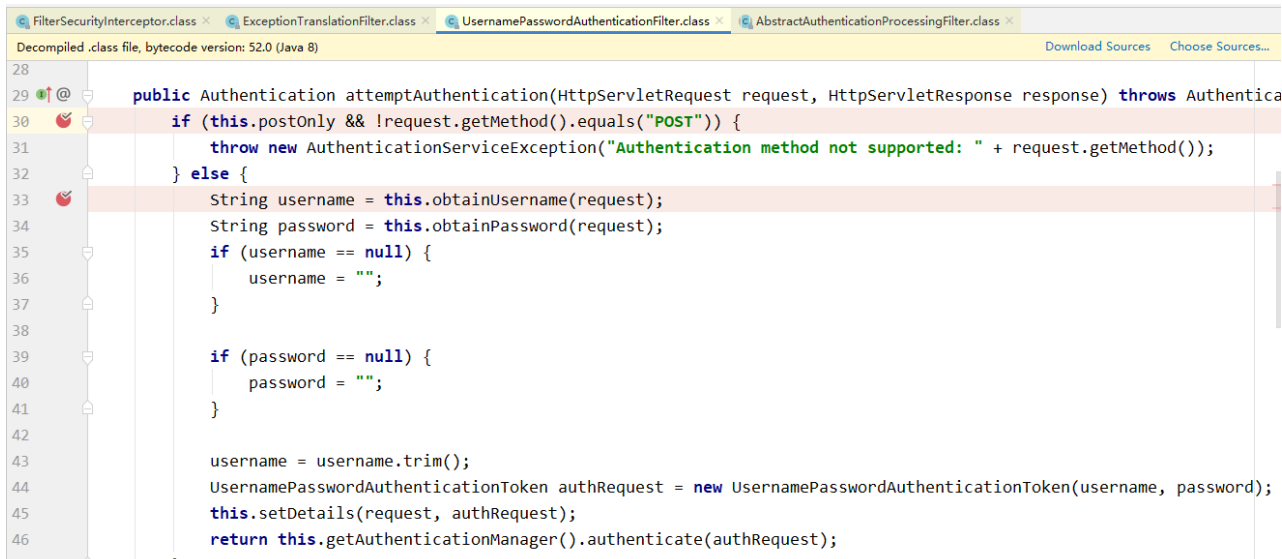 FilterSecurityInterceptor.class × ExceptionTranslationFilter.class × UsernamePasswordAuthenticationFilter.class × AbstractAuthenticationProcessingFilter.class ×
Decompiled .class file, bytecode version: 52.0 (Java 8) Download Sources Choose Sources...
28
29 @ public Authentication attemptAuthentication(HttpServletRequest request, HttpServletResponse response) throws Authentica
30 if (this.postOnly && !request.getMethod().equals("POST")) {
31 throw new AuthenticationServiceException("Authentication method not supported: " + request.getMethod());
32 } else {
33 String username = this.obtainUsername(request);
34 String password = this.obtainPassword(request);
35 if (username == null) {
36 username = "";
37 }
38
39 if (password == null) {
40 password = "";
41 }
42
43 username = username.trim();
44 UsernamePasswordAuthenticationToken authRequest = new UsernamePasswordAuthenticationToken(username, password);
45 this.setDetails(request, authRequest);
46 return this.getAuthenticationManager().authenticate(authRequest);